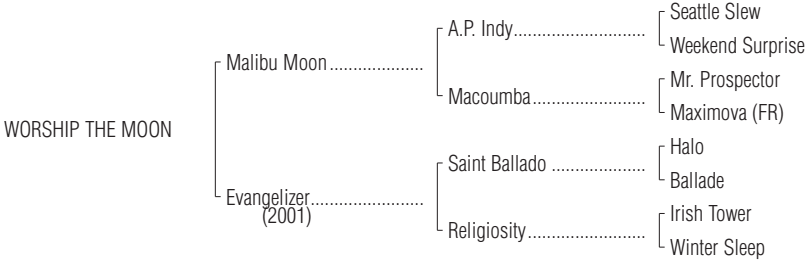 Seattle Slew
A.P. Indy..............................
Weekend Surprise
Malibu Moon.....................
Mr. Prospector
Macoumba..........................
Maximova (FR)
WORSHIP THE MOON
Halo
Saint Ballado .....................
Ballade
Evangelizer.........................
(2001)
Irish Tower
Religiosity...........................
Winter Sleep